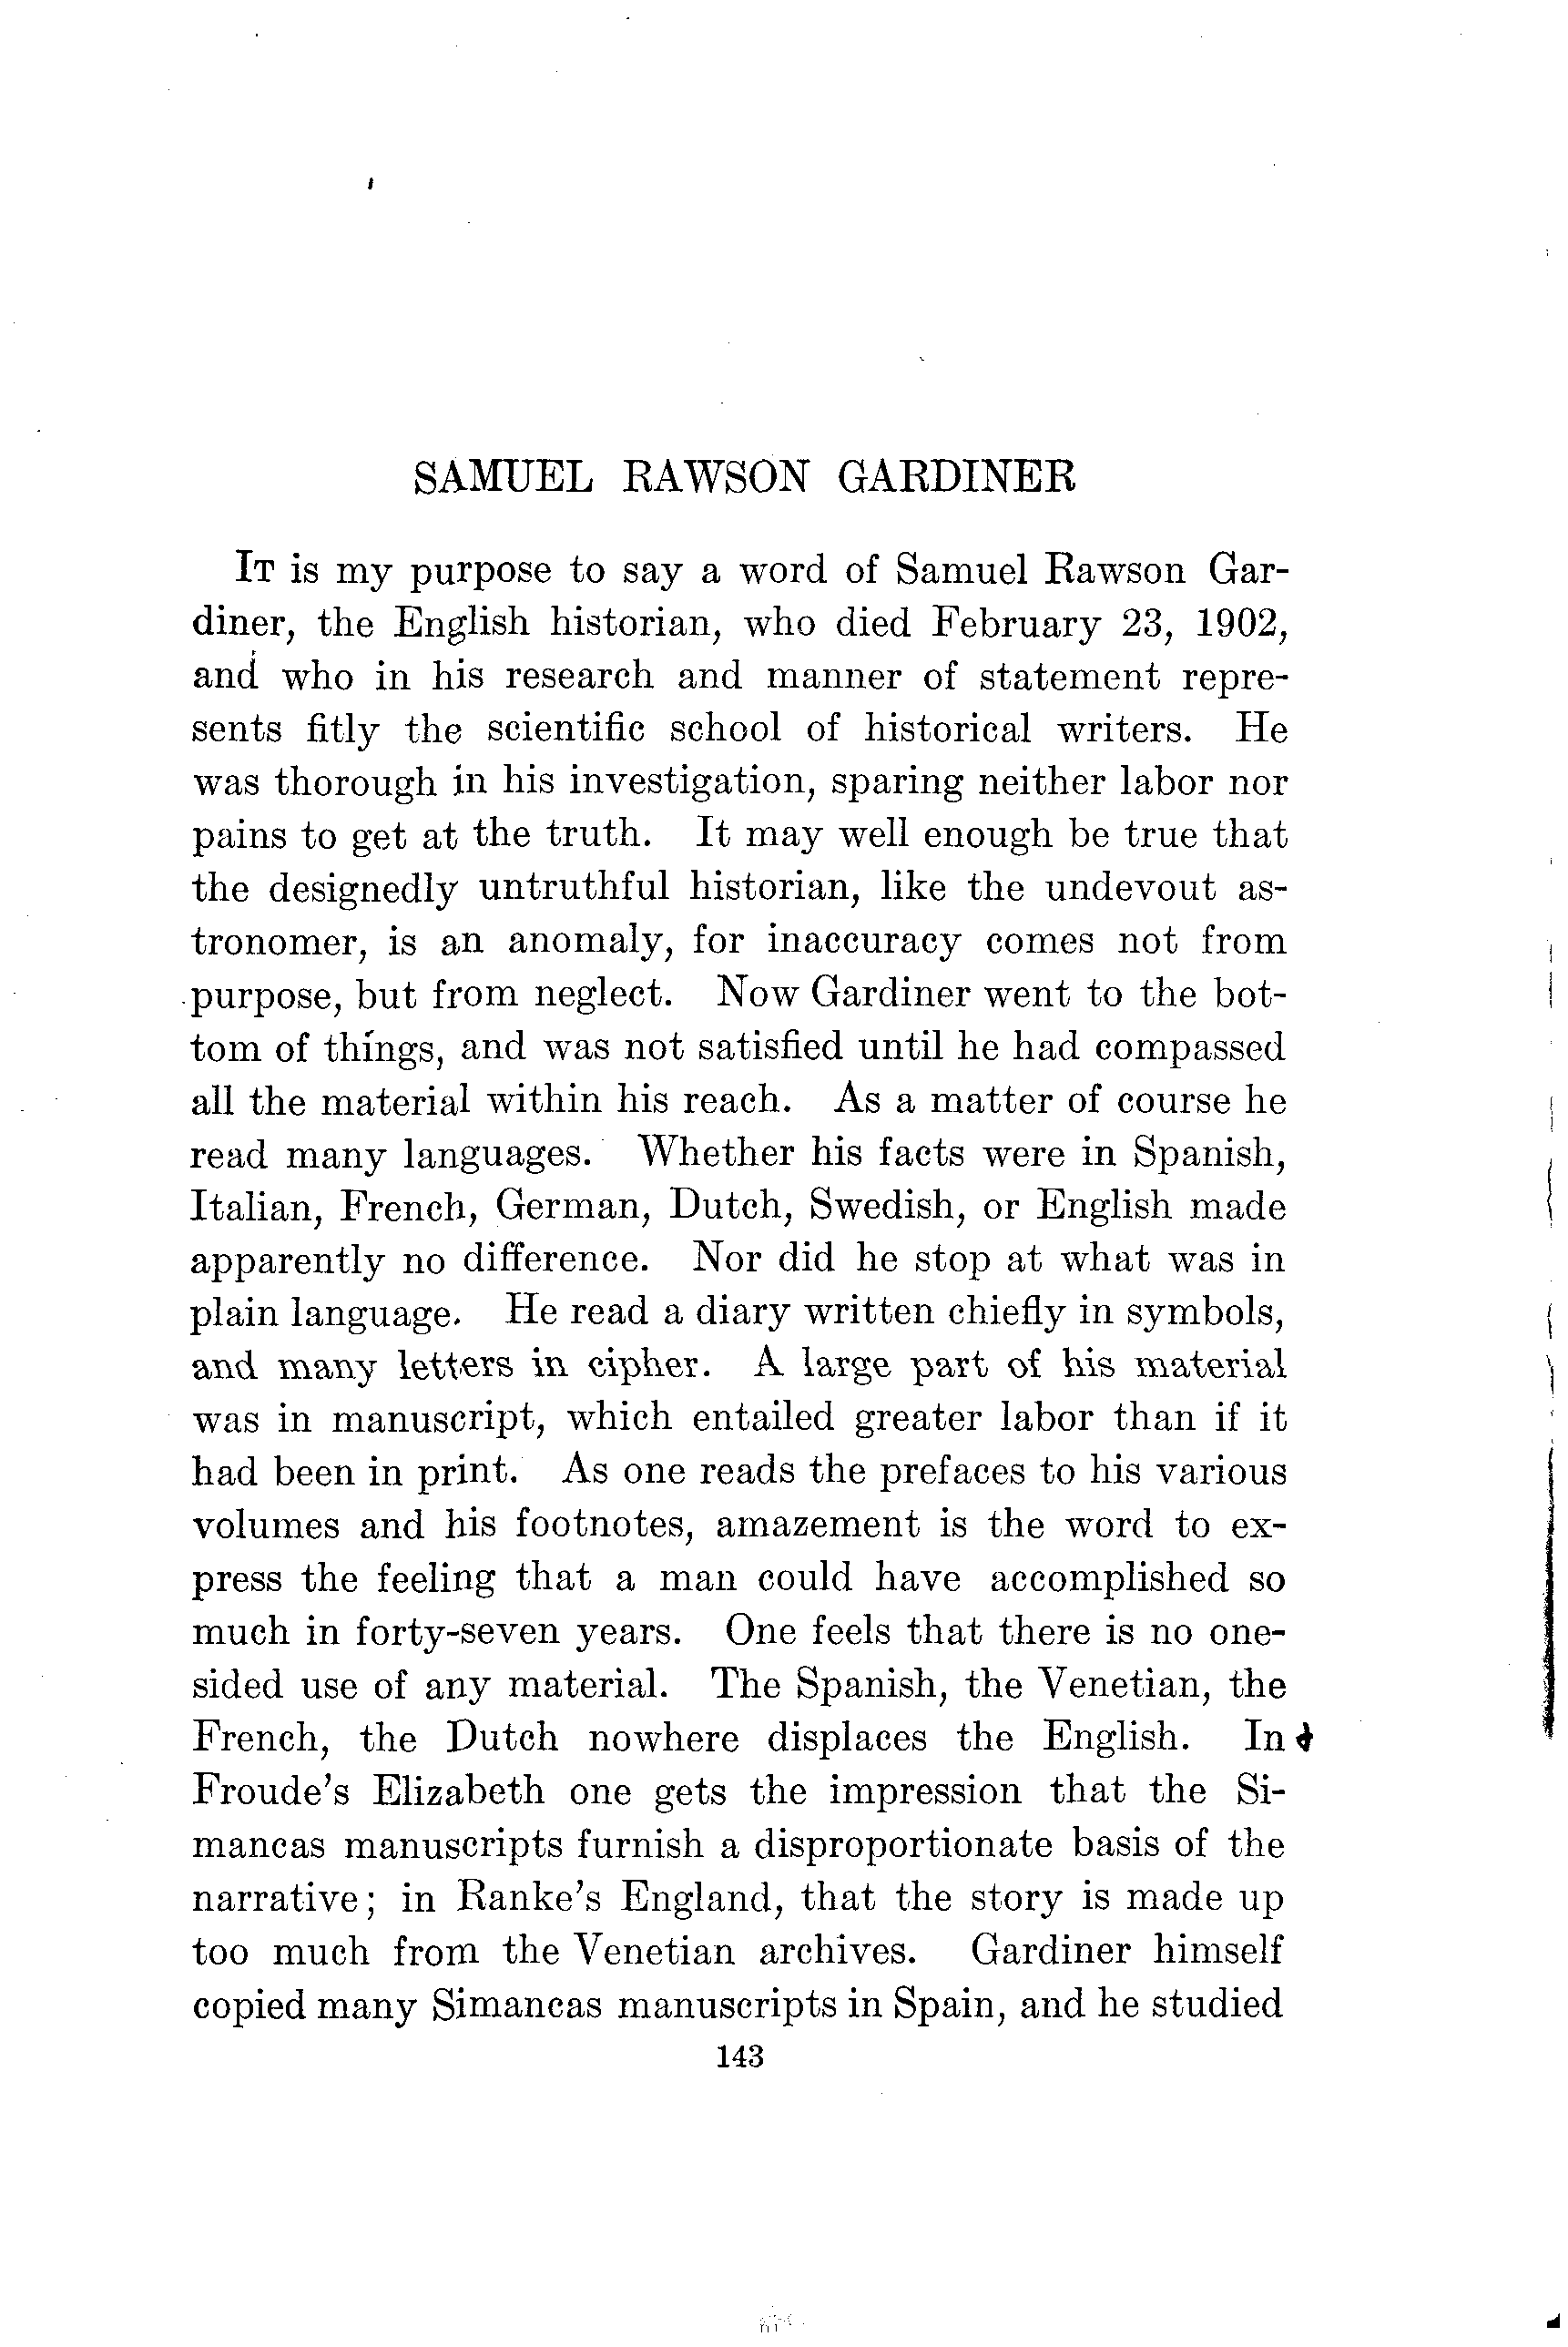 SAMUEL RAWSON GARDINER
IT is my purpose to say a word of Samuel Rawson Gar-
diner, the English historian, who died February 23, 1902,
and who in his research and manner of statement repre-
sents fitly the scientific school of historical writers. He
was thorough in his investigation, sparing neither labor nor
pains to get at the truth. It may well enough be true that
the designedly untruthful historian, like the undevout as-
tronomer, is an anomaly, for inaccuracy comes not from
purpose, but from neglect. Now Gardiner went to the bot-
tom of things, and was not satisfied until he had compassed
all the material within his reach. As a matter of course he
read many languages. Whether his facts were in Spanish,
Italian, French, German, Dutch, Swedish, or English made
apparently no difference. Nor did he stop at what was in
plain language. He read a diary written chiefly in symbols,
and many letters in cipher. A large part of his material
was in manuscript, which entailed greater labor than if it
had been in print. As one reads the prefaces to his various
volumes and his footnotes, amazement is the word to ex-
press the feeling that a man could have accomplished so
much in forty-seven years. One feels that there is no one-
sided use of any material. The Spanish, the Venetian, the
French, the Dutch nowhere displaces the English. In
Froude's Elizabeth one gets the impression that the Si-
mancas manuscripts furnish a disproportionate basis of the
narrative; in Ranke's England, that the story is made up
too much from the Venetian archives. Gardiner himself
copied many Simancas manuscripts in Spain, and he studied
143